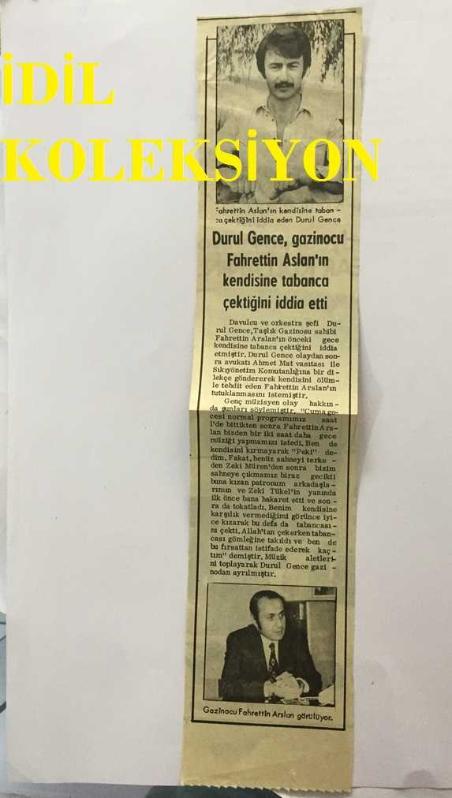 İDİL
KOLEKSİYON
Fahrettin Aslan'ın kendisine taban -
ca çektiğini iddia eden Durul Gence
Durul Gence, gazinocu
Fahrettin Aslan'ın
kendisine tabanca
çektiğini iddia etti
Davulcu ve orkestra şefi Du-
rul Gence,Taşlık Gazinosu sahibi
Fahrettin Arslan'ın önceki gece
kendisine tabanca çektiğini iddia
etmiştir. Durul Gence olaydan son-
ra avukatı Ahmet Mat vasıtası ile
Sıkıyönetim Komutanlığına bir di-
lekçe göndererek kendisini ölüm-
le tehdit eden Fahrettin Arslan'ın
tutuklanmasını istemiştir.
Genç müzisyen olay hakkın-
da şunları söylemiştir. "Cuma ge-
cesi normal programımız saat
1'de bittikten sonra Fahrettin Ars-
lan bizden bir iki saat daha gece
müziği yapmamızı istedi, Ben de
kendisini kırmayarak "Peki" de-
dim. Fakat, henüz sahneyi terke -
den Zeki Müren'den sonra bizim
sahneye çıkmamız biraz gecikti
buna kızan patronum arkadaşla-
rımın ve Zeki Tükel'in yanında
ilk önce bana hakaret etti ve son-
ra da tokatladı. Benim kendisine
karşılık vermediğimi görünce iyi-
ce kızarak bu defa da tabancası-
nı çekti. Allah'tan çekerken taban-
cası gömleğine takıldı ve ben de
bu fırsattan istifade ederek kaç-
tım" demiştir. Müzik aletleri-
ni toplayarak Durul Gence gazi -
nodan ayrılmıştır.
Gazinocu Fahrettin Arslan görülüyor.